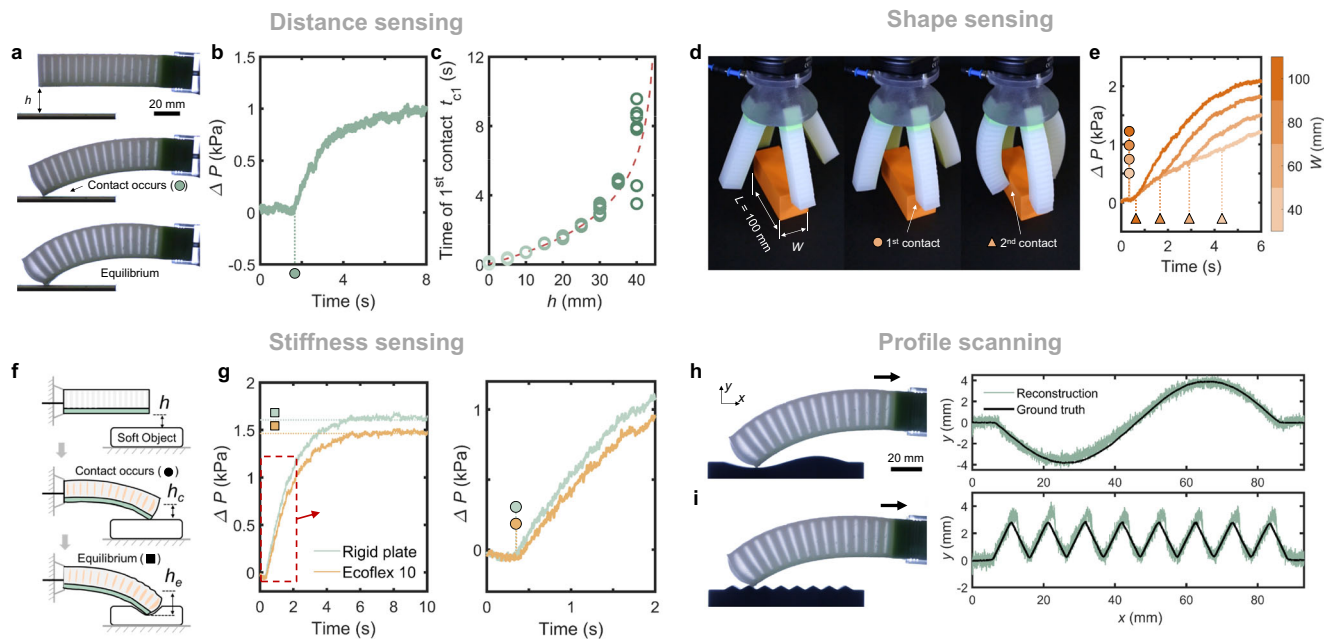 Distance sensing
Shape sensing
a
h
20 mm
Contact occurs ( )
Equilibrium
b
Δ P (kPa)
1.5
1
0.5
0
-0.5
0 4 8
Time (s)
c
Time of 1st contact tc1 (s)
12
8
4
0
0 10 20 30 40
h (mm)
d
L = 100 mm
W
1st contact
2nd contact
e
Δ P (kPa)
2
1
0
0 2 4 6
Time (s)
100
80
60
40
W (mm)
Stiffness sensing
Profile scanning
f
h
Soft Object
Contact occurs ( )
hc
Equilibrium ( )
he
g
Δ P (kPa)
2
1.5
1
0.5
0
Rigid plate
Ecoflex 10
0 2 4 6 8 10
Time (s)
Δ P (kPa)
1
0
0 1 2
Time (s)
h
y
x
20 mm
y (mm)
4
2
0
-2
-4
Reconstruction
Ground truth
0 20 40 60 80
i
y (mm)
4
2
0
-2
0 20 40 60 80
x (mm)